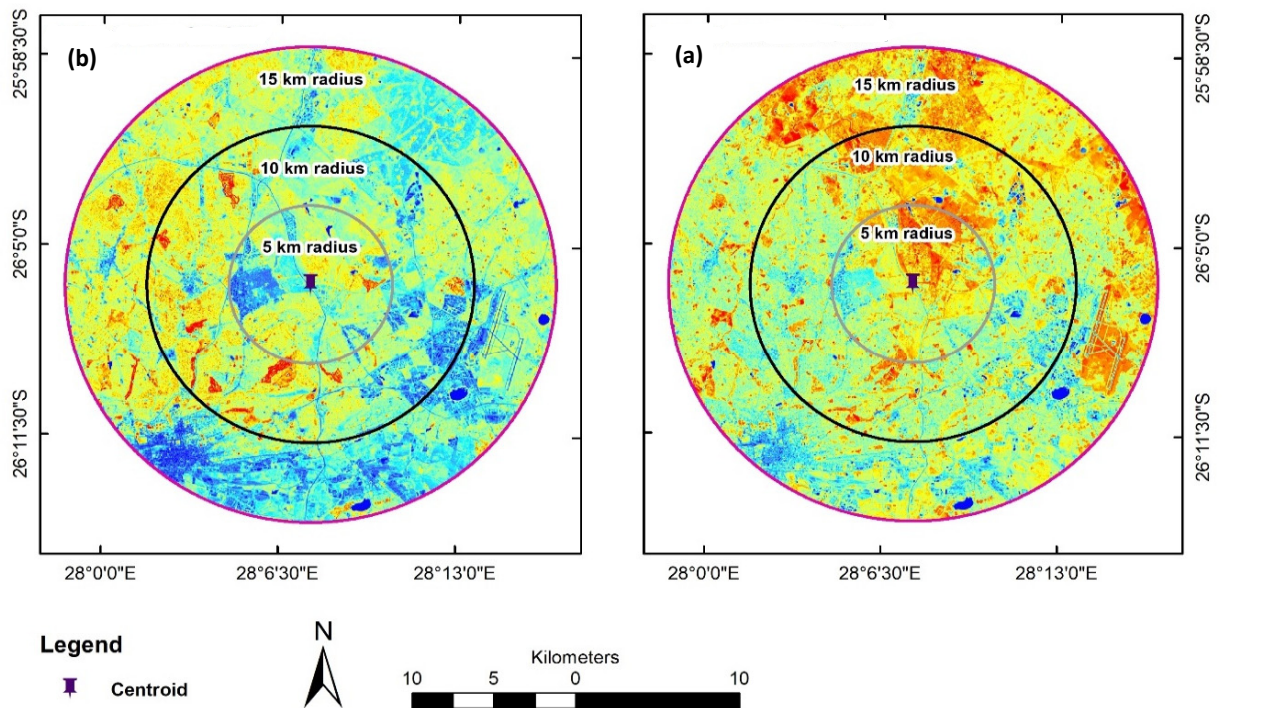 (b)
15 km radius
10 km radius
5 km radius
25°58'30"S
26°5'0"S
26°11'30"S
28°0'0"E
28°6'30"E
28°13'0"E
(a)
15 km radius
10 km radius
5 km radius
25°58'30"S
26°5'0"S
26°11'30"S
28°0'0"E
28°6'30"E
28°13'0"E
Legend
Centroid
N
Kilometers
10 5 0 10